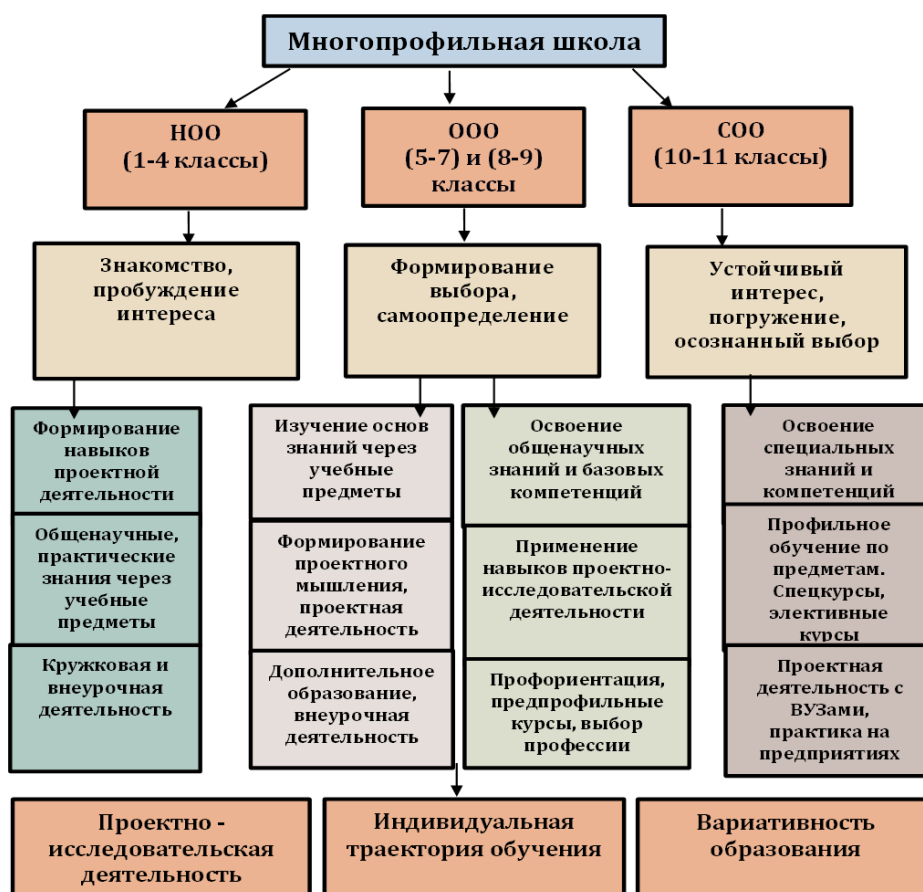 Многопрофильная школа
НОО
(1-4 классы)
ООО
(5-7) и (8-9)
классы
СОО
(10-11 классы)
Знакомство,
пробуждение
интереса
Формирование
выбора,
самоопределение
Устойчивый
интерес,
погружение,
осознанный выбор
Формирование
навыков
проектной
деятельности
Общенаучные,
практические
знания через
учебные
предметы
Кружковая и
внеурочная
деятельность
Изучение основ
знаний через
учебные
предметы
Формирование
проектного
мышления,
проектная
деятельность
Дополнительное
образование,
внеурочная
деятельность
Освоение
общенаучных
знаний и базовых
компетенций
Применение
навыков проектно-
исследовательской
деятельности
Профориентация,
предпрофильные
курсы, выбор
профессии
Освоение
специальных
знаний и
компетенций
Профильное
обучение по
предметам.
Спецкурсы,
элективные
курсы
Проектная
деятельность с
ВУЗами,
практика на
предприятиях
Проектно -
исследовательская
деятельность
Индивидуальная
траектория обучения
Вариативность
образования